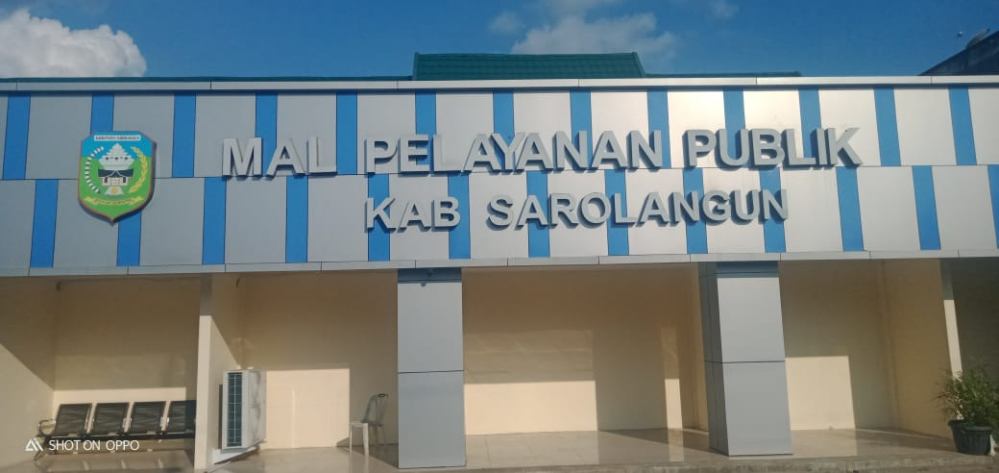 MAL PELAYANAN PUBLIK
KAB SAROLANGUN
SHOT ON OPPO